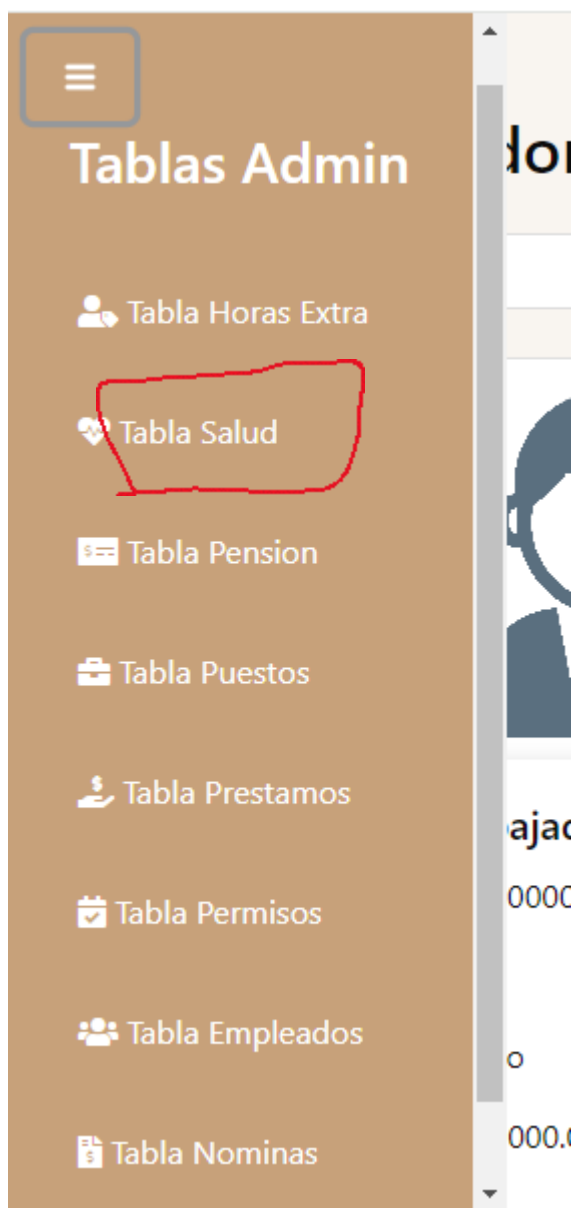 Tablas Admin
Tabla Horas Extra
Tabla Salud
Tabla Pension
Tabla Puestos
Tabla Prestamos
Tabla Permisos
Tabla Empleados
Tabla Nominas